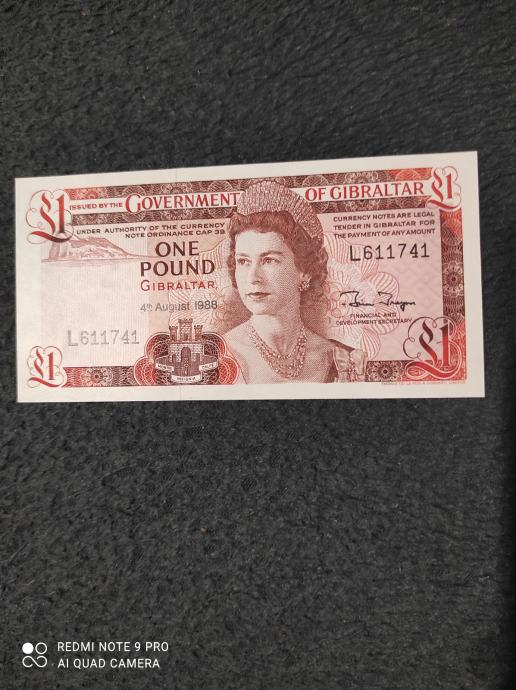 £1 ISSUED BY THE GOVERNMENT OF GIBRALTAR £1
UNDER AUTHORITY OF THE CURRENCY
NOTE ORDINANCE CAP 39
CURRENCY NOTES ARE LEGAL
TENDER IN GIBRALTAR FOR
THE PAYMENT OF ANY AMOUNT
ONE
POUND
GIBRALTAR
L611741
4th August 1988
FINANCIAL AND
DEVELOPMENT SECRETARY
L611741
£1
£1
REDMI NOTE 9 PRO
AI QUAD CAMERA